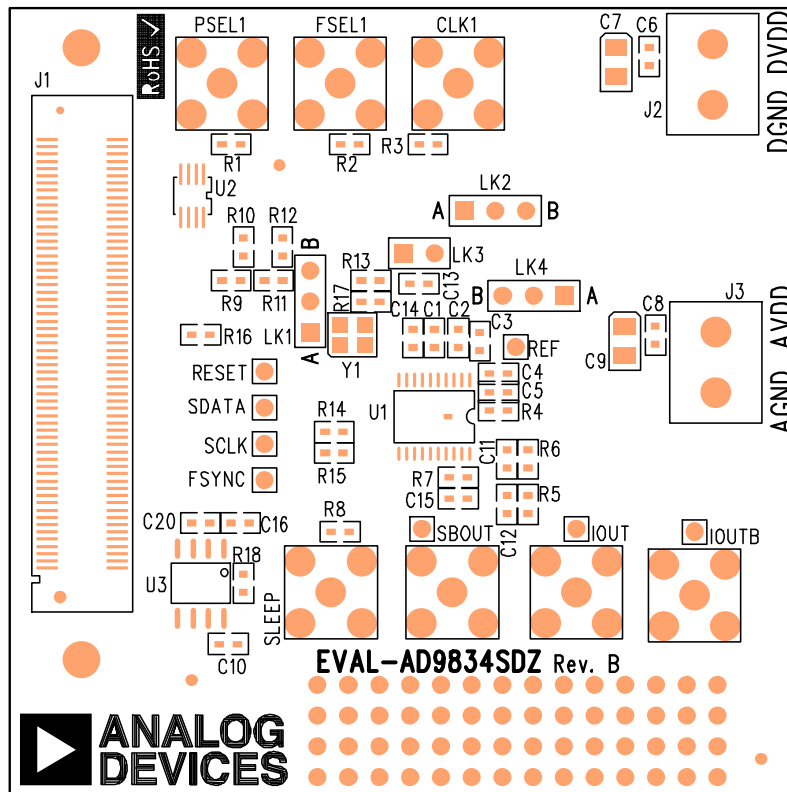 PSEL1
FSEL1
CLK1
C7
C6
RoHS
J1
J2
DGND DVDD
R1
R2
R3
U2
LK2
A
B
R10
R12
B
LK3
R13
C13
LK4
B
A
R9
R11
R17
J3
C14
C1
C2
C3
C8
R16
LK1
A
REF
C9
AGND AVDD
Y1
RESET
C4
C5
SDATA
U1
R4
R14
SCLK
C11
R6
R15
FSYNC
R7
C15
R5
C20
C16
R8
C12
SBOUT
IOUT
IOUTB
R18
U3
SLEEP
C10
EVAL-AD9834SDZ Rev. B
ANALOG
DEVICES